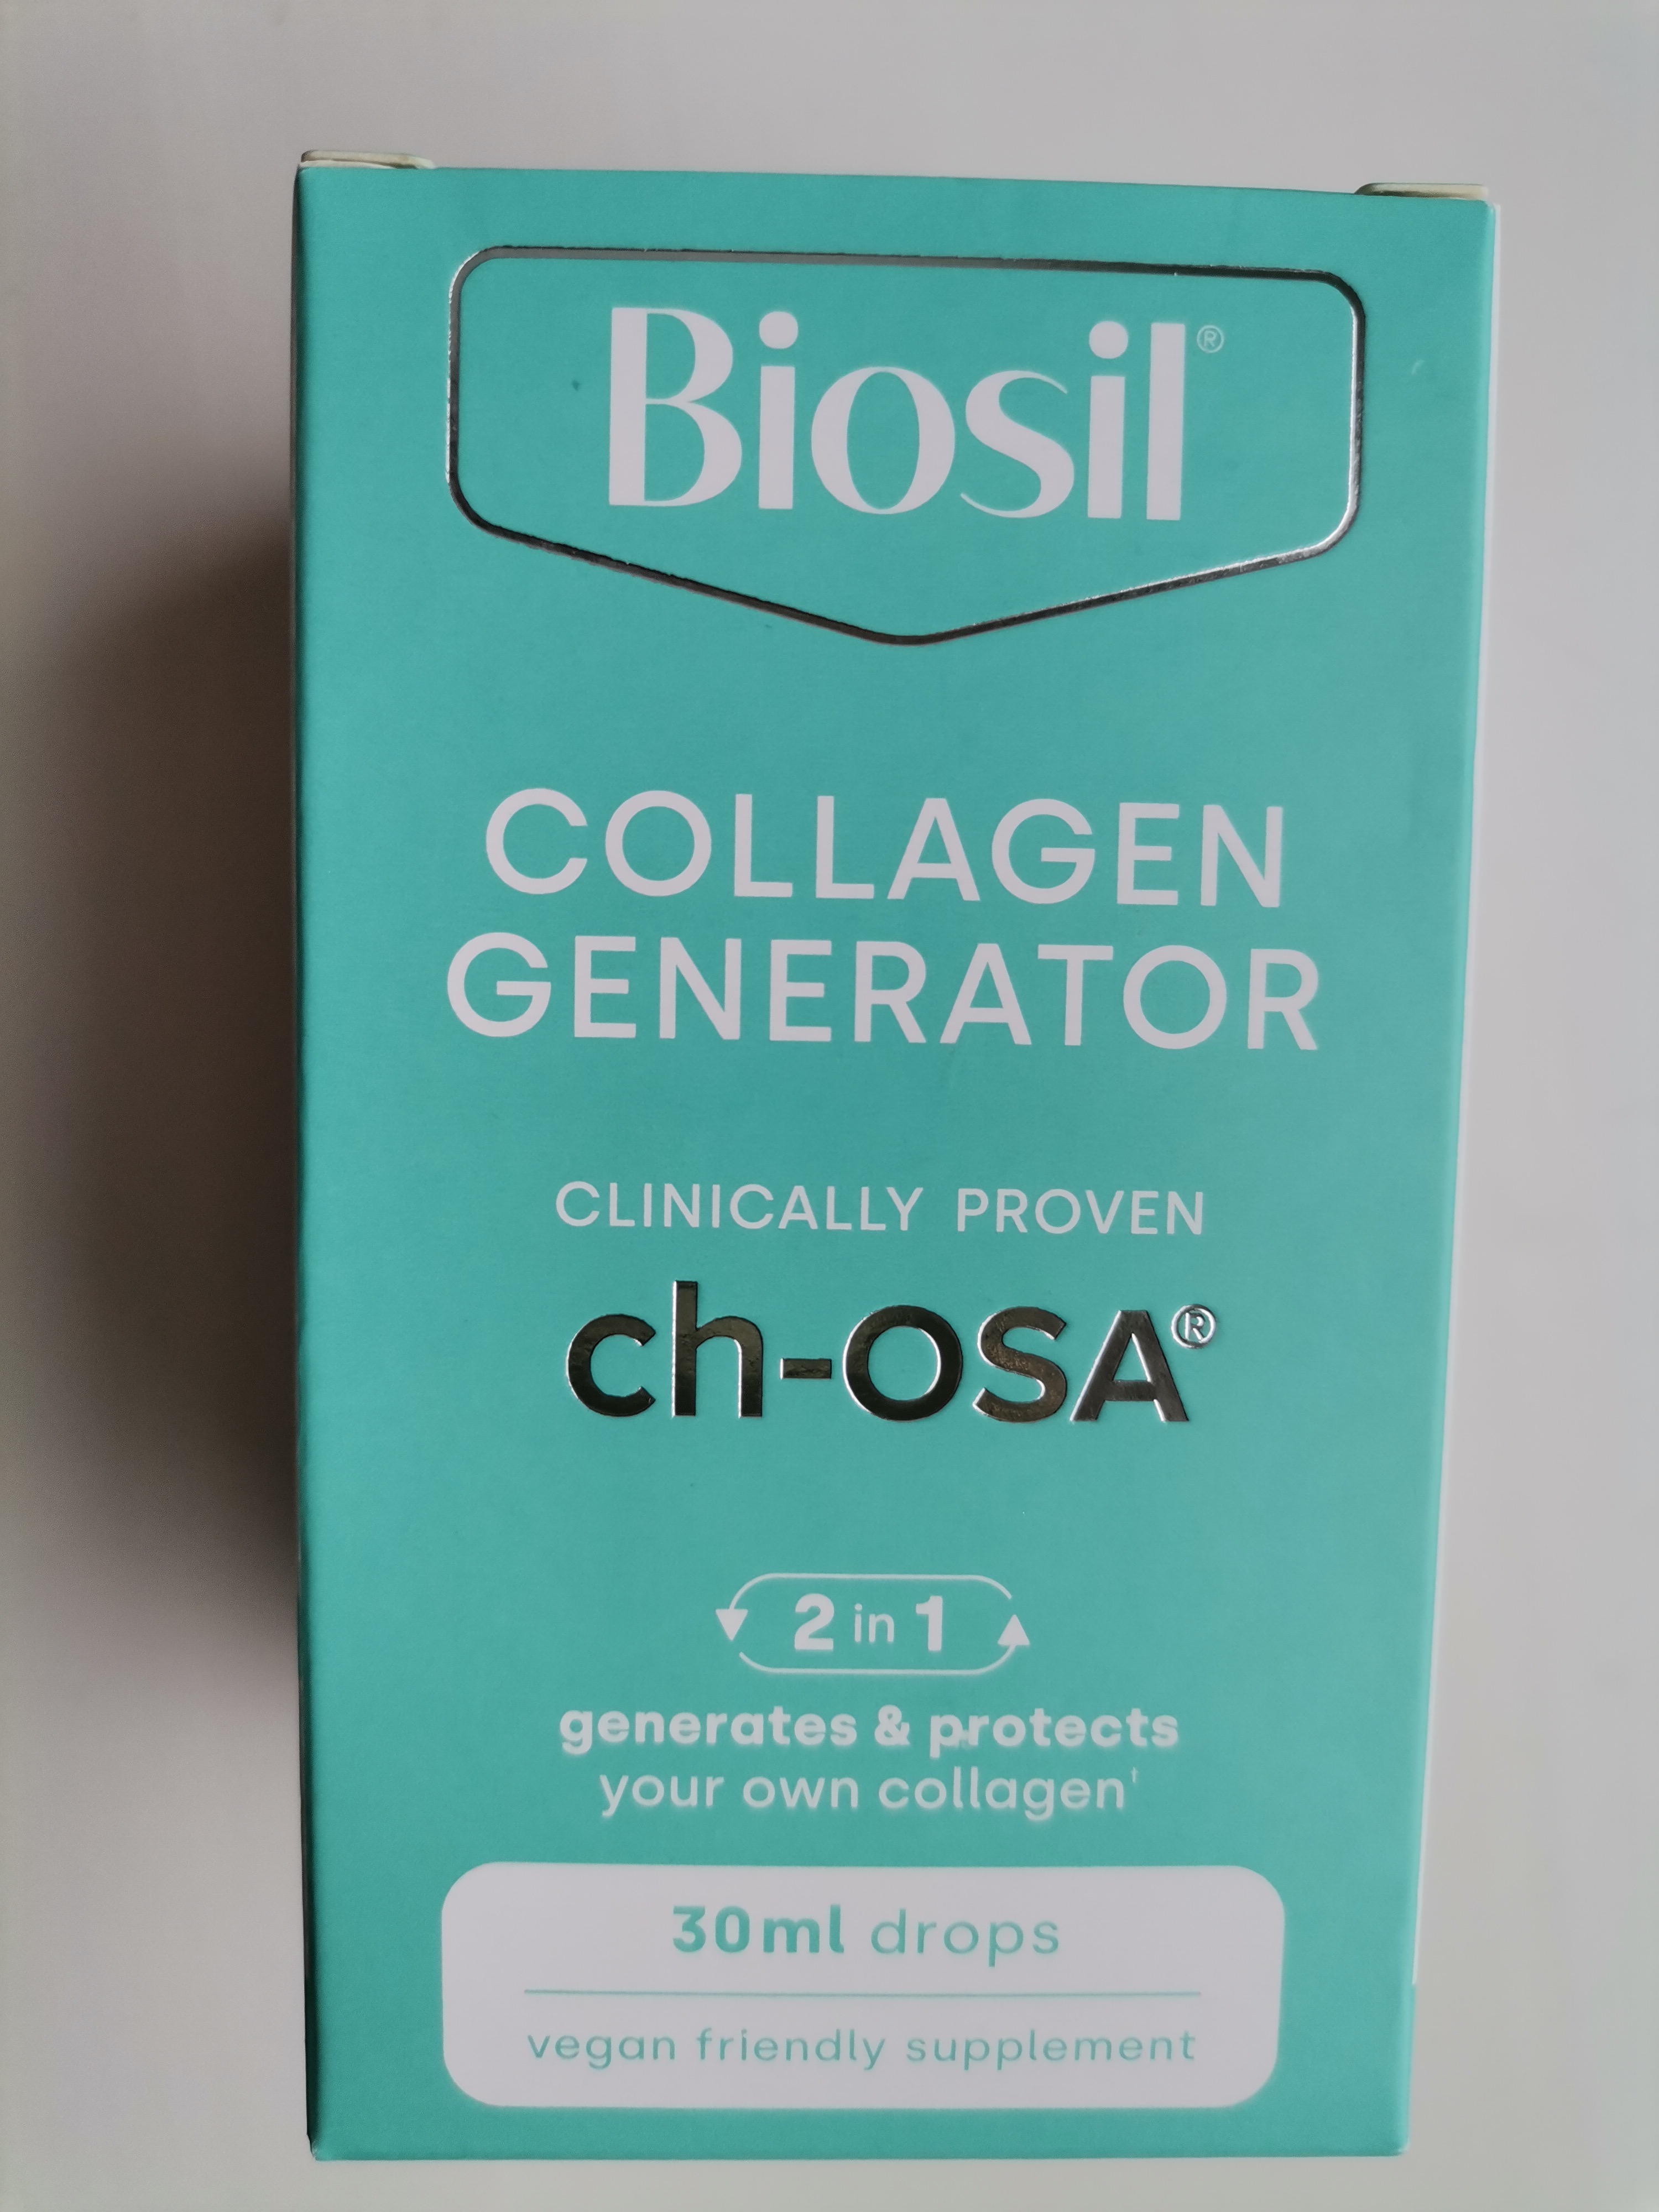 Biosil®
COLLAGEN
GENERATOR
CLINICALLY PROVEN
ch-OSA®
2 in 1
generates & protects
your own collagen†
30ml drops
vegan friendly supplement